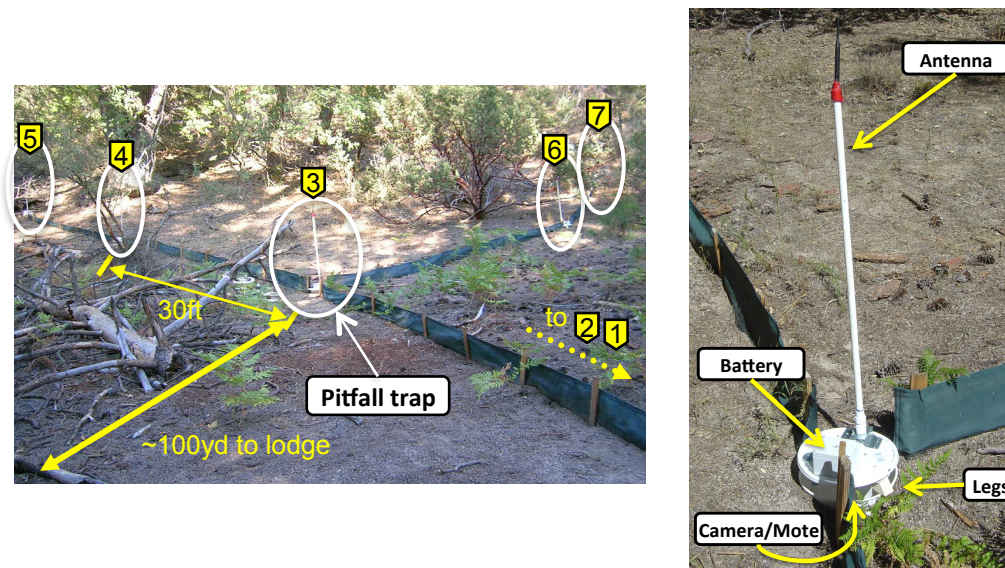 5
4
3
6
7
30ft
to 2 1
Pitfall trap
~100yd to lodge
Antenna
Battery
Legs
Camera/Mote